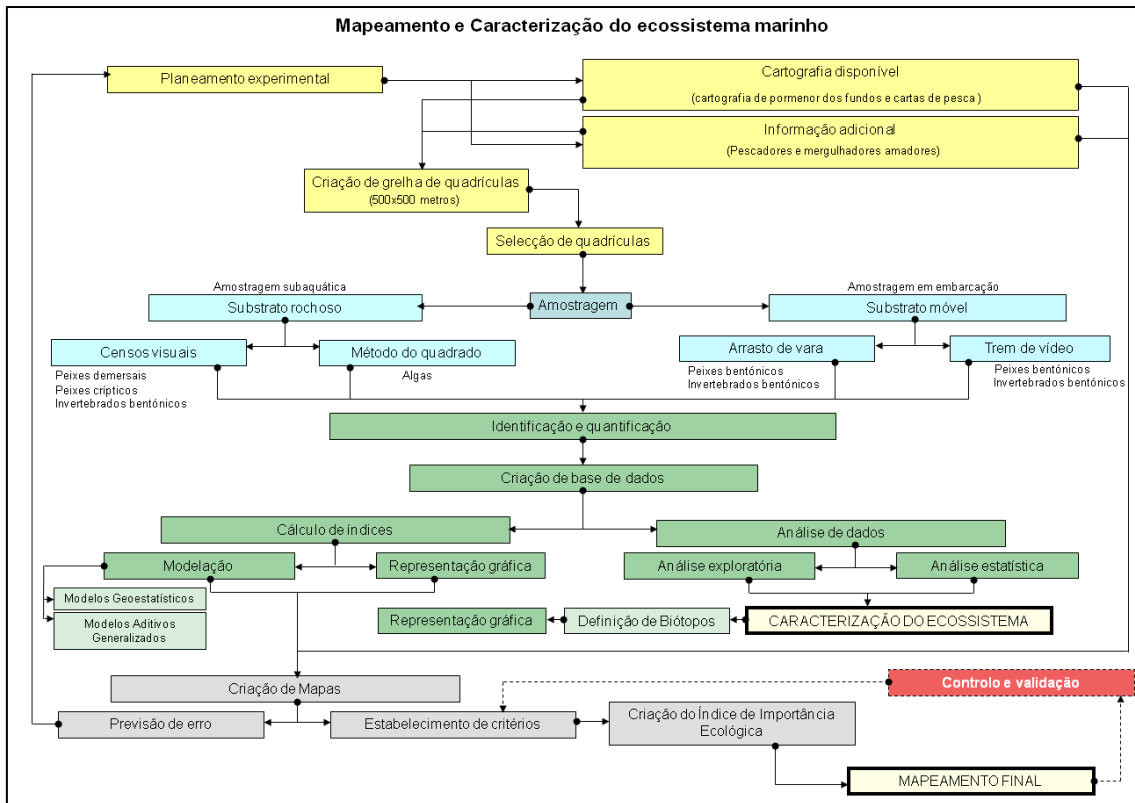 Mapeamento e Caracterização do ecossistema marinho
Planeamento experimental
Cartografia disponível
(cartografia de pormenor dos fundos e cartas de pesca )
Informação adicional
(Pescadores e mergulhadores amadores)
Criação de grelha de quadrículas
(500x500 metros)
Selecção de quadrículas
Amostragem subaquática
Substrato rochoso
Amostragem
Amostragem em embarcação
Substrato móvel
Censos visuais
Peixes demersais
Peixes crípticos
Invertebrados bentónicos
Método do quadrado
Algas
Arrasto de vara
Peixes bentónicos
Invertebrados bentónicos
Trem de vídeo
Peixes bentónicos
Invertebrados bentónicos
Identificação e quantificação
Criação de base de dados
Cálculo de índices
Análise de dados
Modelação
Representação gráfica
Análise exploratória
Análise estatística
Modelos Geoestatísticos
Modelos Aditivos
Generalizados
Representação gráfica
Definição de Biótopos
CARACTERIZAÇÃO DO ECOSSISTEMA
Criação de Mapas
Controlo e validação
Previsão de erro
Estabelecimento de critérios
Criação do Índice de Importância
Ecológica
MAPEAMENTO FINAL